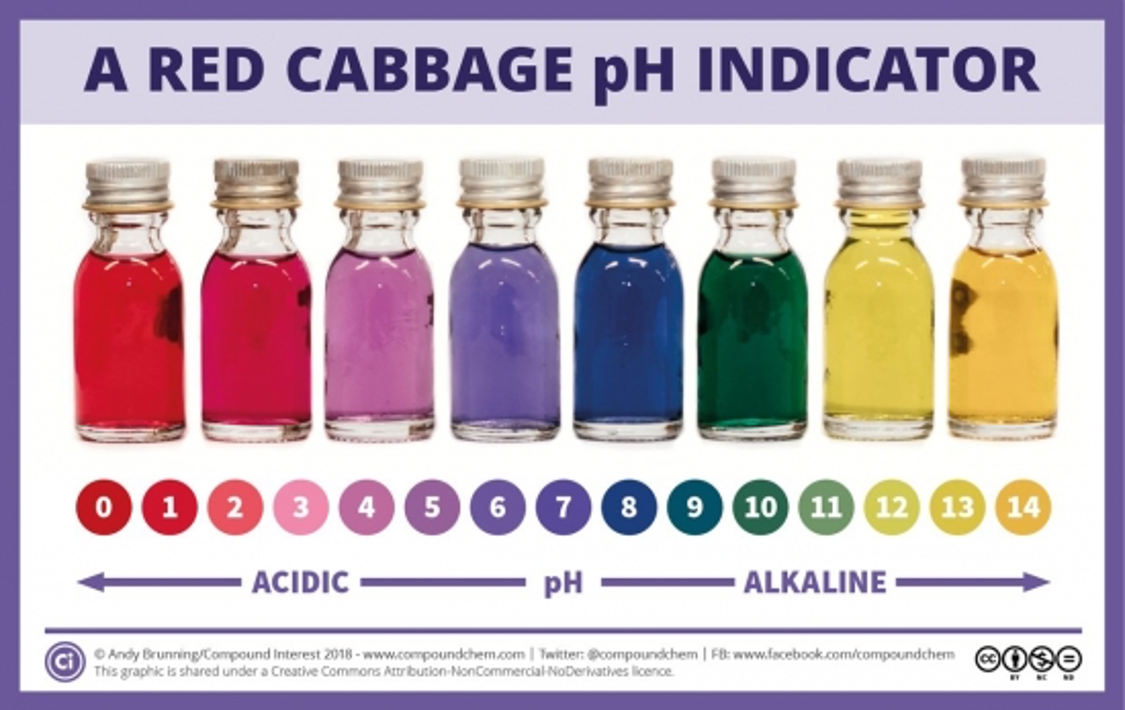 A RED CABBAGE pH INDICATOR
0 1 2 3 4 5 6 7 8 9 10 11 12 13 14
ACIDIC pH ALKALINE
Ci © Andy Brunning/Compound Interest 2018 - www.compoundchem.com | Twitter: @compoundchem | FB: www.facebook.com/compoundchem
This graphic is shared under a Creative Commons Attribution-NonCommercial-NoDerivatives licence.
cc
BY NC ND